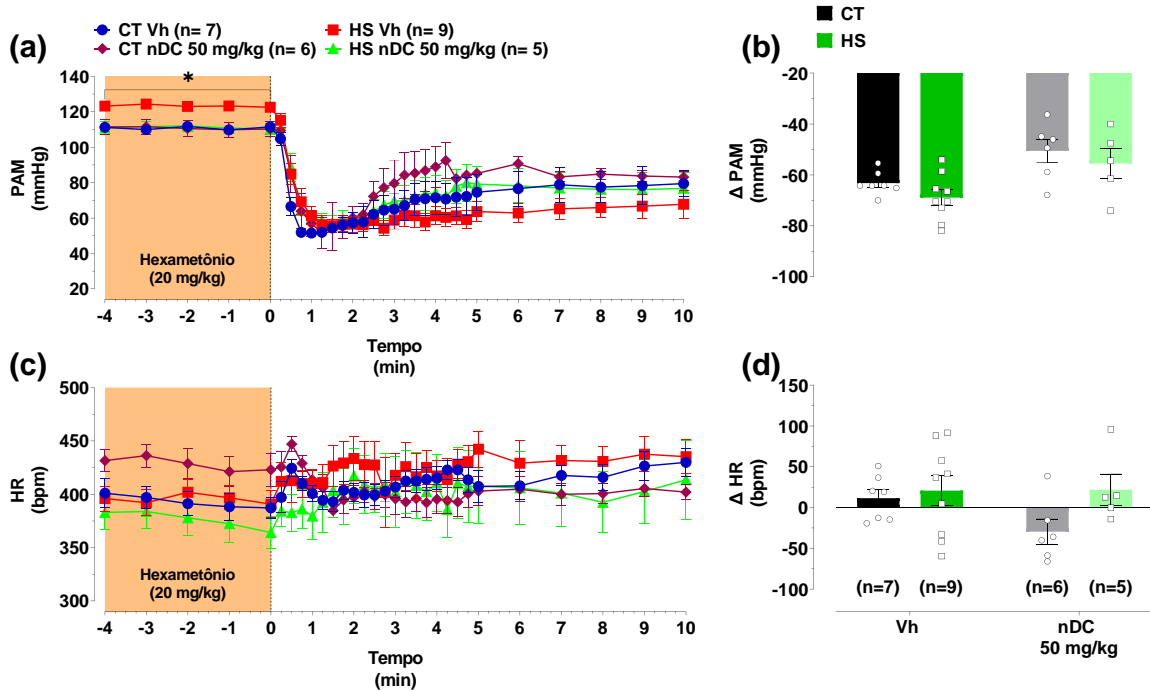 (a)
CT Vh (n= 7)
HS Vh (n= 9)
CT nDC 50 mg/kg (n= 6)
HS nDC 50 mg/kg (n= 5)
*
PAM
(mmHg)
140
120
100
80
60
40
20
Hexametônio
(20 mg/kg)
-4 -3 -2 -1 0 1 2 3 4 5 6 7 8 9 10
Tempo
(min)
(b)
CT
HS
Δ PAM
(mmHg)
-20
-40
-60
-80
-100
(c)
HR
(bpm)
500
450
400
350
300
Hexametônio
(20 mg/kg)
-4 -3 -2 -1 0 1 2 3 4 5 6 7 8 9 10
Tempo
(min)
(d)
Δ HR
(bpm)
150
100
50
0
-50
-100
(n=7) (n=9) (n=6) (n=5)
Vh nDC
50 mg/kg